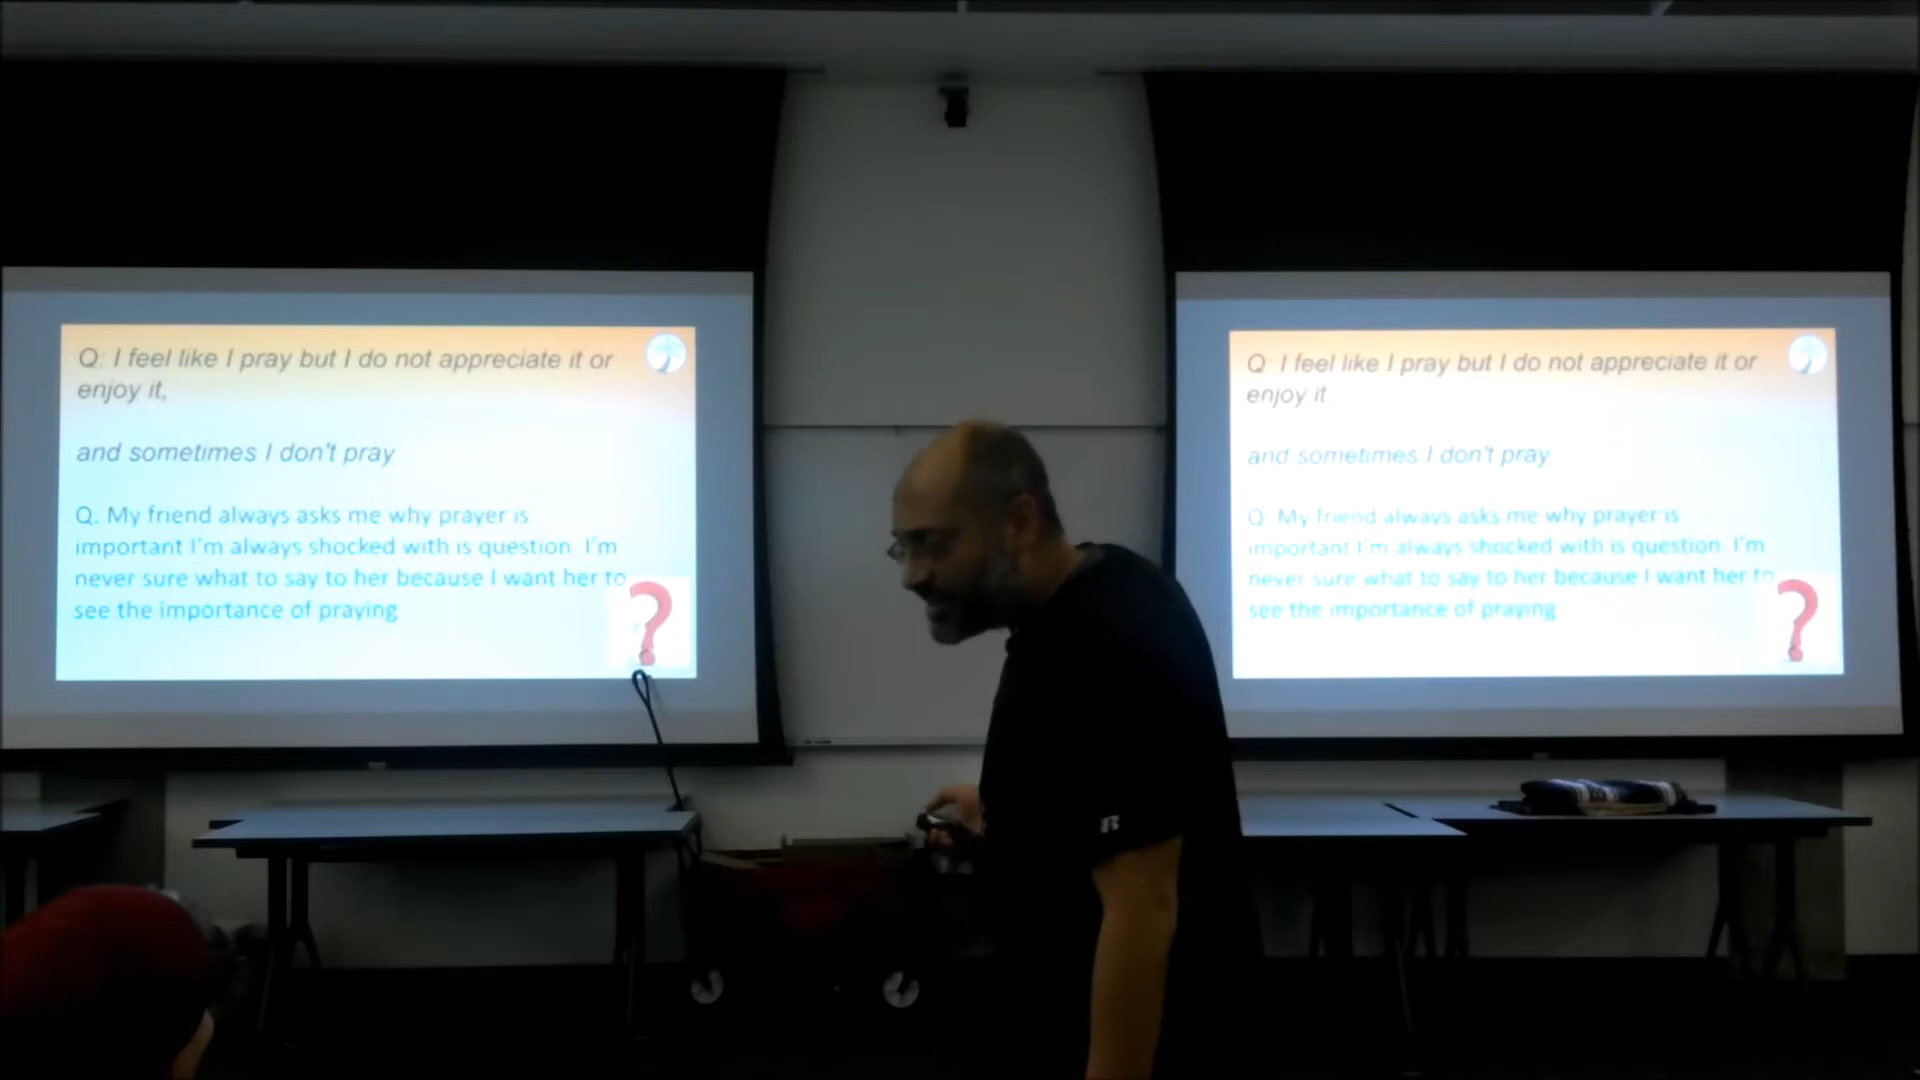 Q: I feel like I pray but I do not appreciate it or
enjoy it,
and sometimes I don't pray
Q. My friend always asks me why prayer is
important I'm always shocked with is question. I'm
never sure what to say to her because I want her to
see the importance of praying
?
Q I feel like I pray but I do not appreciate it or
enjoy it
and sometimes I don't pray
Q My friend always asks me why prayer is
important I'm always shocked with is question. I'm
never sure what to say to her because I want her to
see the importance of praying
?
R